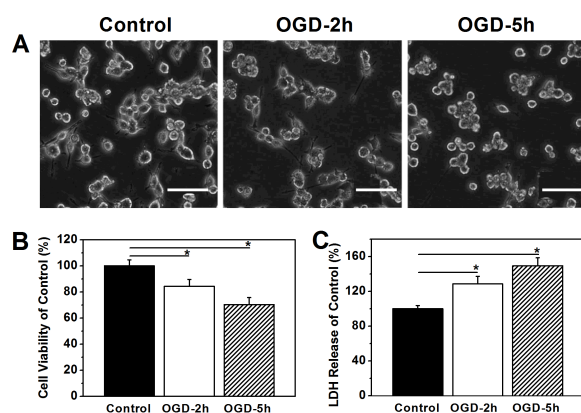 Control OGD-2h OGD-5h
A
B
Cell Viability of Control (%)
120
100
80
60
40
20
0
* *
Control OGD-2h OGD-5h
C
LDH Release of Control (%)
160
120
80
40
0
* *
Control OGD-2h OGD-5h